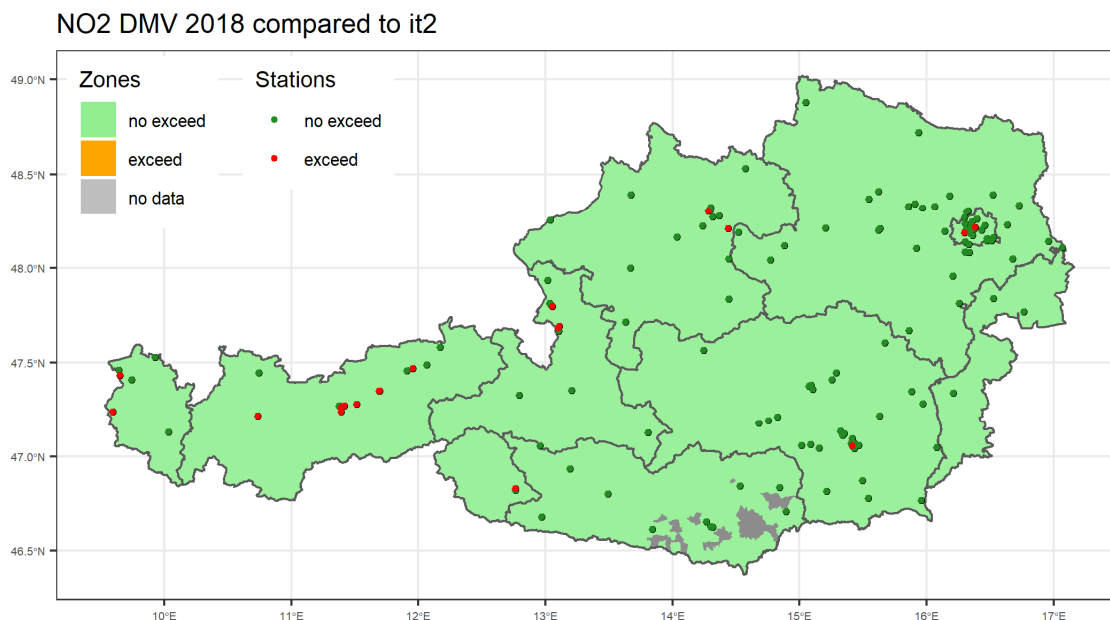 NO2 DMV 2018 compared to it2
Zones
no exceed
exceed
no data
Stations
no exceed
exceed
49.0°N
48.5°N
48.0°N
47.5°N
47.0°N
46.5°N
10°E
11°E
12°E
13°E
14°E
15°E
16°E
17°E